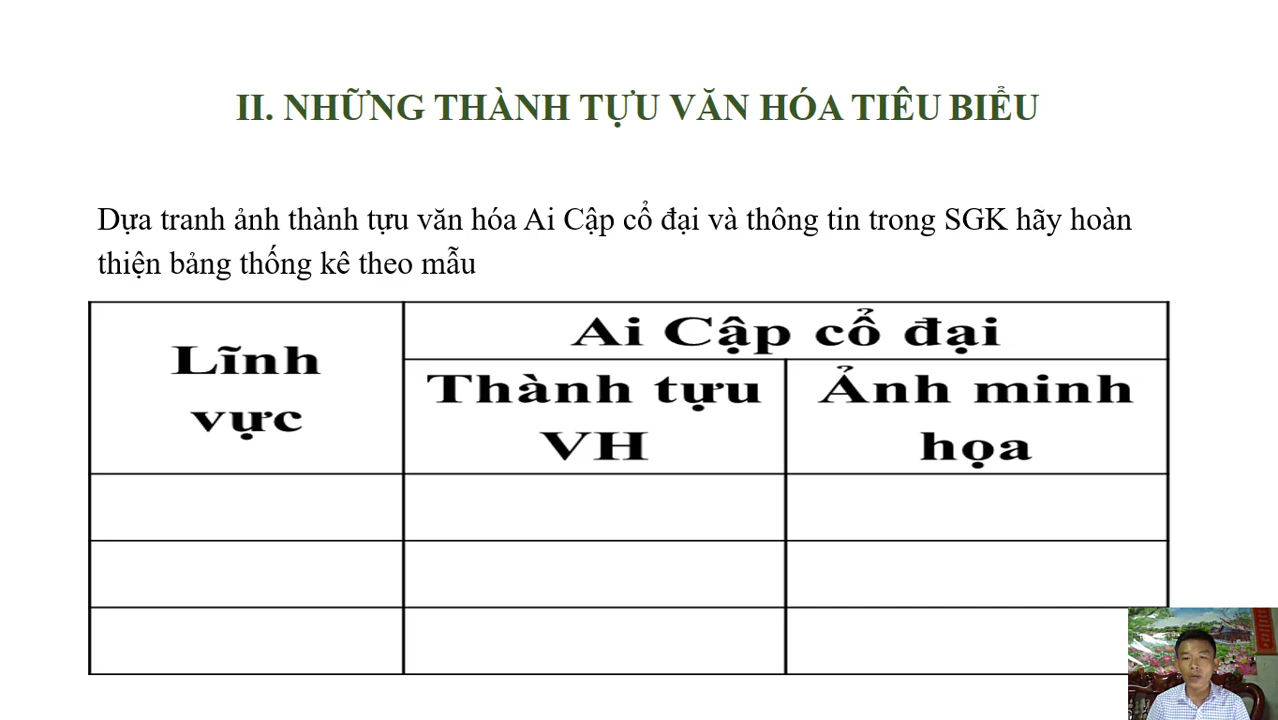 II. NHỮNG THÀNH TỰU VĂN HÓA TIÊU BIỂU
Dựa tranh ảnh thành tựu văn hóa Ai Cập cổ đại và thông tin trong SGK hãy hoàn
thiện bảng thống kê theo mẫu
Lĩnh
vực
Ai Cập cổ đại
Thành tựu
VH
Ảnh minh
họa